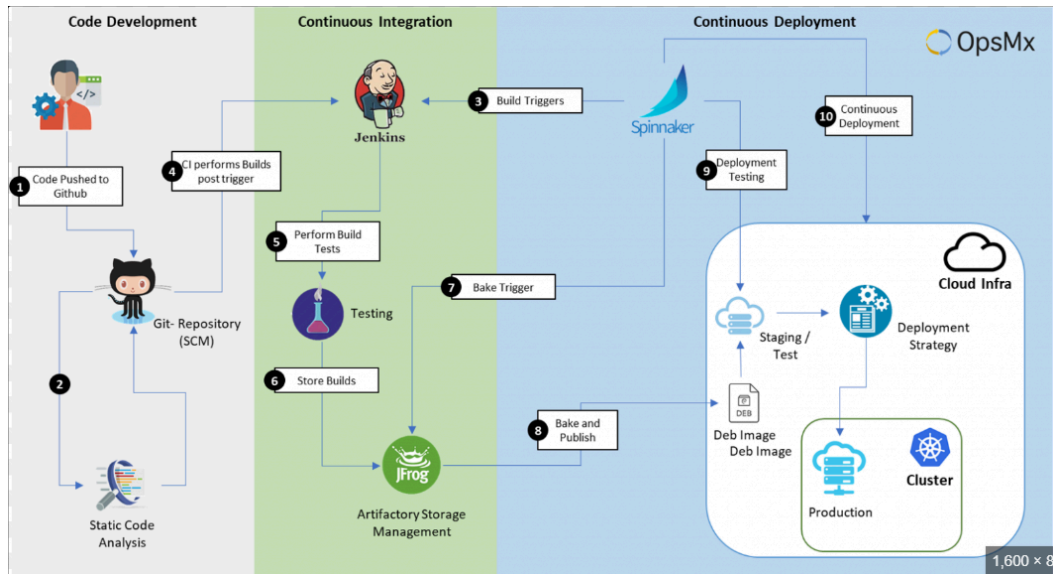 Code Development
Continuous Integration
Continuous Deployment
OpsMx
</>
Jenkins
3
Build Triggers
Spinnaker
10
Continuous
Deployment
1
Code Pushed to
Github
4
CI performs Builds
post trigger
9
Deployment
Testing
5
Perform Build
Tests
7
Bake Trigger
Cloud Infra
Git- Repository
(SCM)
Testing
Staging /
Test
Deployment
Strategy
2
6
Store Builds
8
Bake and
Publish
DEB
Deb Image
Deb Image
JFrog
Cluster
Production
Static Code
Analysis
Artifactory Storage
Management
1,600 × 8